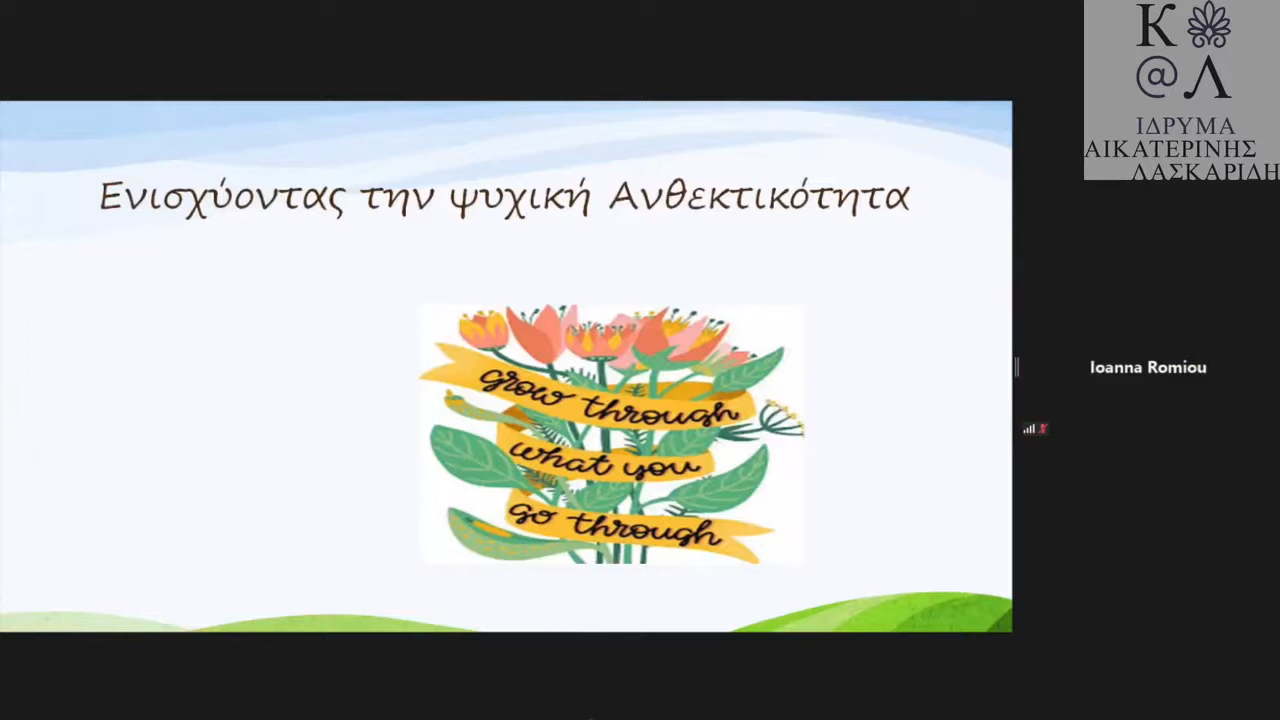 Κ
@ Λ
ΙΔΡΥΜΑ
ΑΙΚΑΤΕΡΙΝΗΣ
ΛΑΣΚΑΡΙΔΗ
Ενισχύοντας την ψυχική Ανθεκτικότητα
grow through
what you
go through
Ioanna Romiou